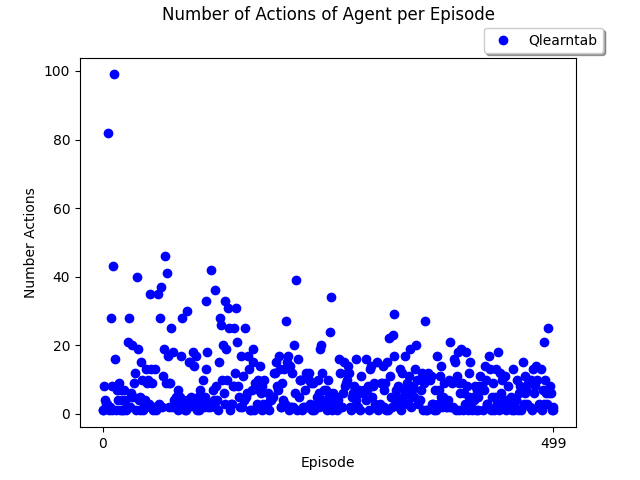 Number of Actions of Agent per Episode
Qlearntab
100
80
60
40
20
0
Number Actions
0
499
Episode